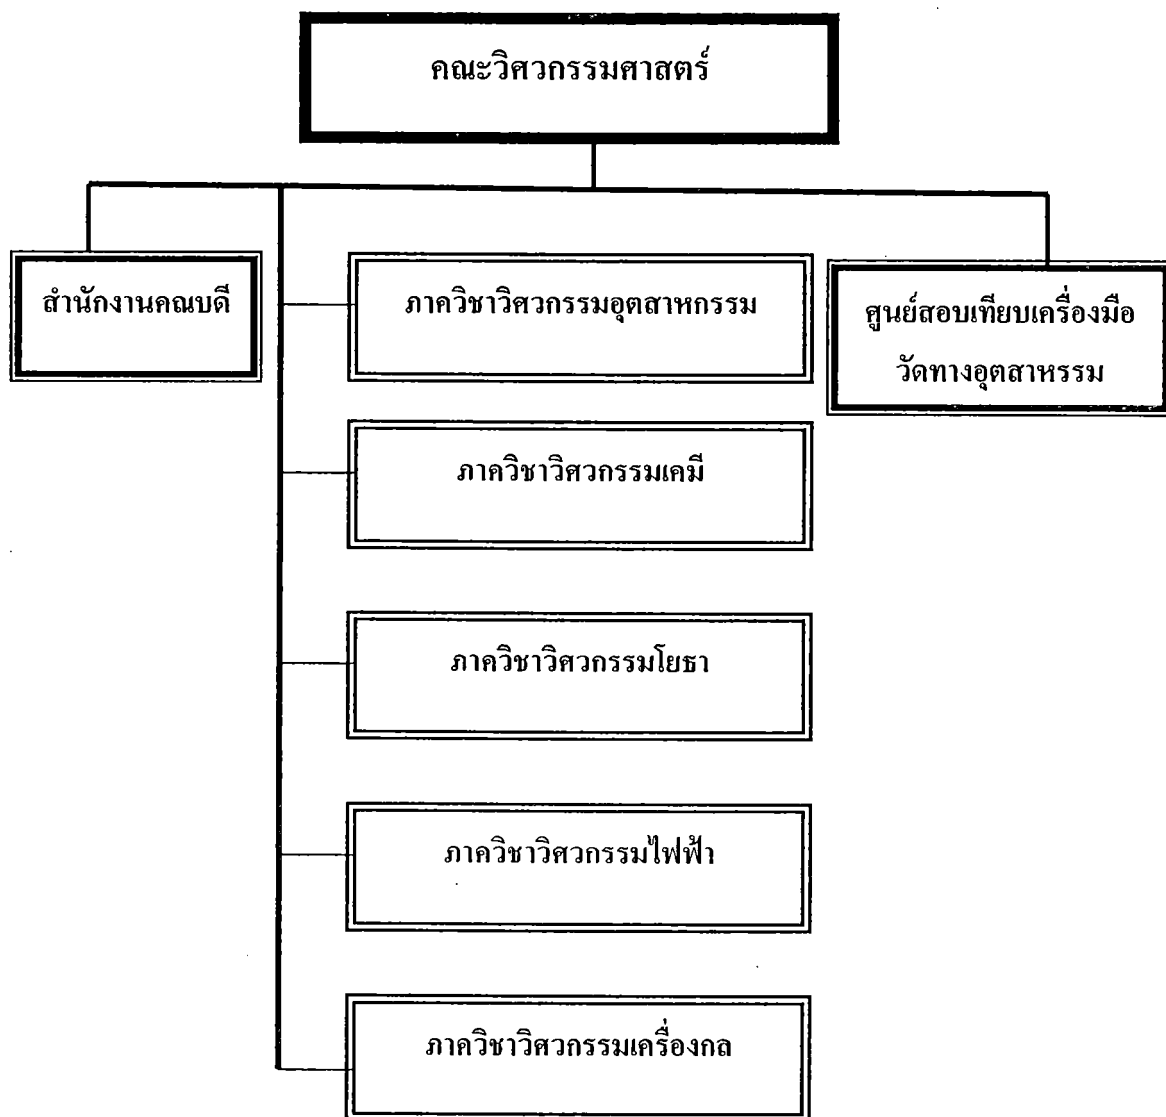 คณะวิศวกรรมศาสตร์
สำนักงานคณบดี
ภาควิชาวิศวกรรมอุตสาหกรรม
ศูนย์สอบเทียบเครื่องมือ
วัดทางอุตสาหรรม
ภาควิชาวิศวกรรมเคมี
ภาควิชาวิศวกรรมโยธา
ภาควิชาวิศวกรรมไฟฟ้า
ภาควิชาวิศวกรรมเครื่องกล